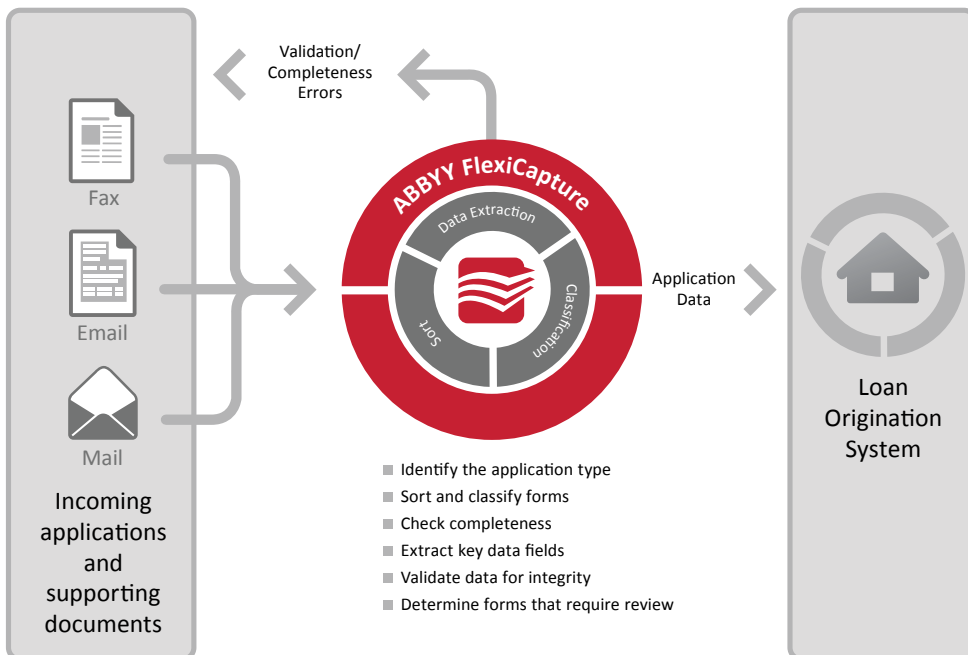 Validation/
Completeness
Errors
Fax
Email
Mail
Incoming
applications
and
supporting
documents
ABBYY FlexiCapture
Data Extraction
Sort
Classification
Identify the application type
Sort and classify forms
Check completeness
Extract key data fields
Validate data for integrity
Determine forms that require review
Application
Data
Loan
Origination
System